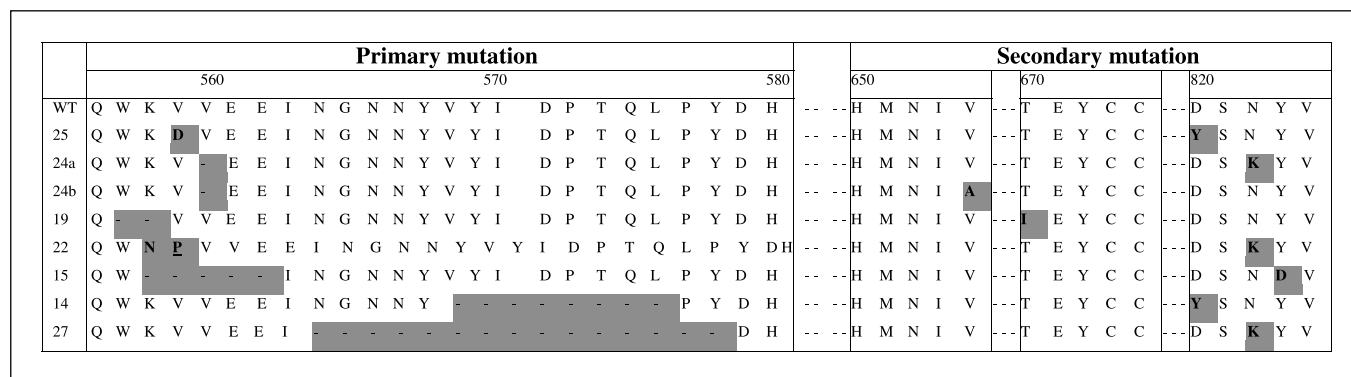 Primary mutation Secondary mutation
560 570 580 650 670 820
WT Q W K V V E E I N G N N Y V Y I D P T Q L P Y D H - - - - H M N I V - - - T E Y C C - - - D S N Y V
25 Q W K D V E E I N G N N Y V Y I D P T Q L P Y D H - - - - H M N I V - - - T E Y C C - - - Y S N Y V
24a Q W K V - E E I N G N N Y V Y I D P T Q L P Y D H - - - - H M N I V - - - T E Y C C - - - D S K Y V
24b Q W K V - E E I N G N N Y V Y I D P T Q L P Y D H - - - - H M N I A - - - T E Y C C - - - D S N Y V
19 Q - - V V E E I N G N N Y V Y I D P T Q L P Y D H - - - - H M N I V - - - I E Y C C - - - D S N Y V
22 Q W N P V V E E I N G N N Y V Y I D P T Q L P Y D H - - - - H M N I V - - - T E Y C C - - - D S K Y V
15 Q W - - - - - I N G N N Y V Y I D P T Q L P Y D H - - - - H M N I V - - - T E Y C C - - - D S N D V
14 Q W K V V E E I N G N N Y - - - - - - - - P Y D H - - - - H M N I V - - - T E Y C C - - - Y S N Y V
27 Q W K V V E E I - - - - - - - - - - - - - - - D H - - - - H M N I V - - - T E Y C C - - - D S K Y V